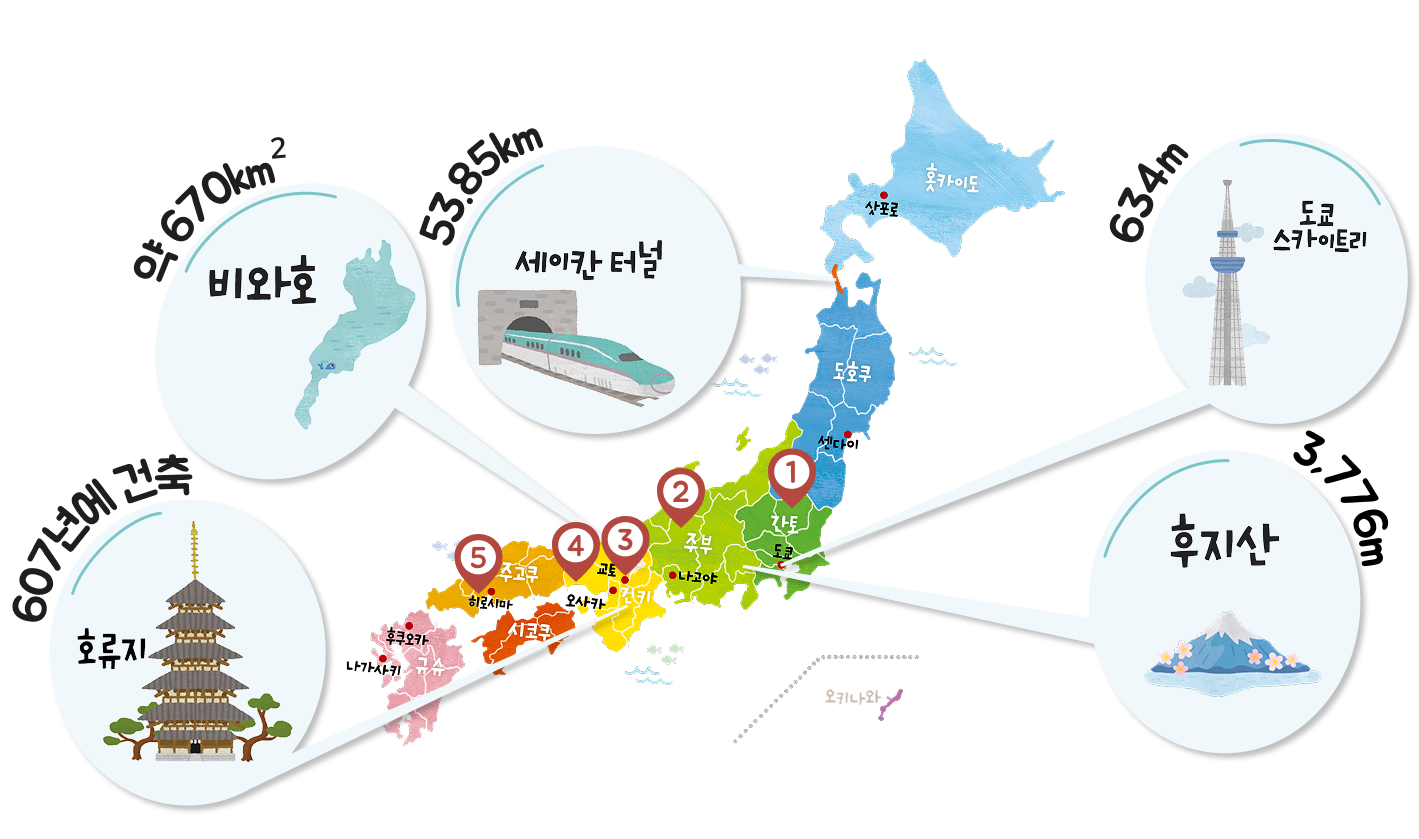 약 670km²
비와호
53.85km
세이칸 터널
634m
도쿄
스카이트리
607년에 건축
호류지
3,776m
후지산
홋카이도
삿포로
도호쿠
센다이
1
2
3
4
5
간토
도쿄
주부
나고야
교토
오사카
긴키
주고쿠
히로시마
시코쿠
후쿠오카
나가사키
규슈
오키나와